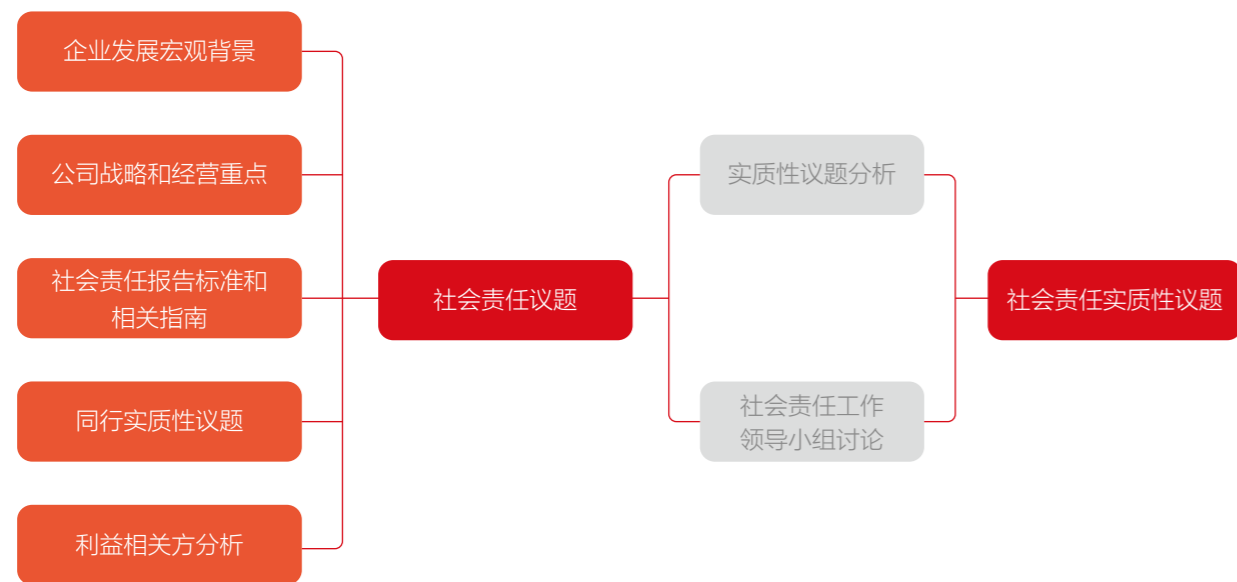 企业发展宏观背景
公司战略和经营重点
社会责任报告标准和
相关指南
同行实质性议题
利益相关方分析
社会责任议题
实质性议题分析
社会责任工作
领导小组讨论
社会责任实质性议题